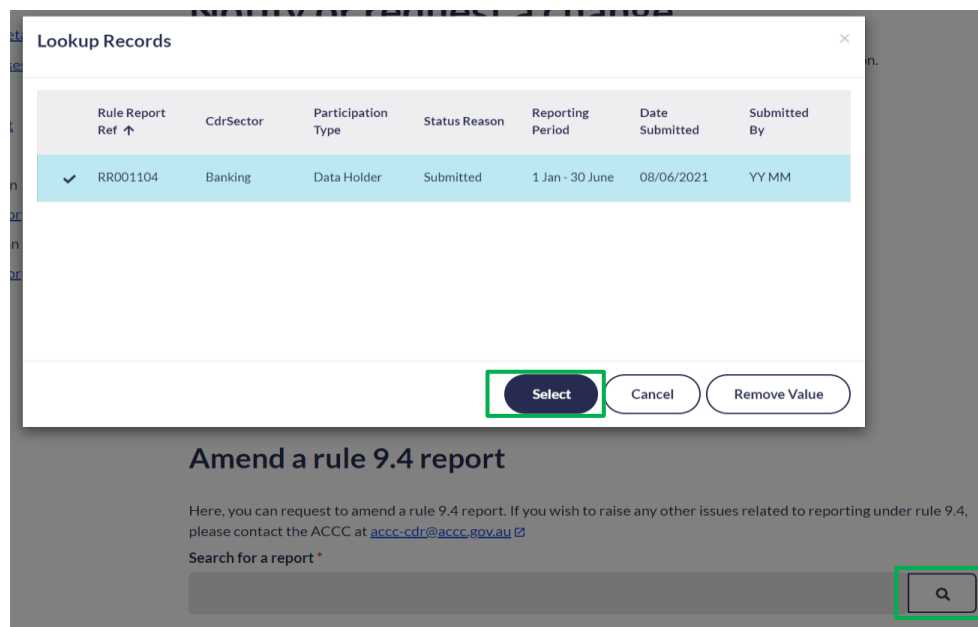 Notify or request a change
Lookup Records ×
n.
Rule Report Ref ↑ CdrSector Participation Type Status Reason Reporting Period Date Submitted Submitted By
RR001104 Banking Data Holder Submitted 1 Jan - 30 June 08/06/2021 YY MM
Select Cancel Remove Value
Amend a rule 9.4 report
Here, you can request to amend a rule 9.4 report. If you wish to raise any other issues related to reporting under rule 9.4,
please contact the ACCC at accc-cdr@accc.gov.au
Search for a report *